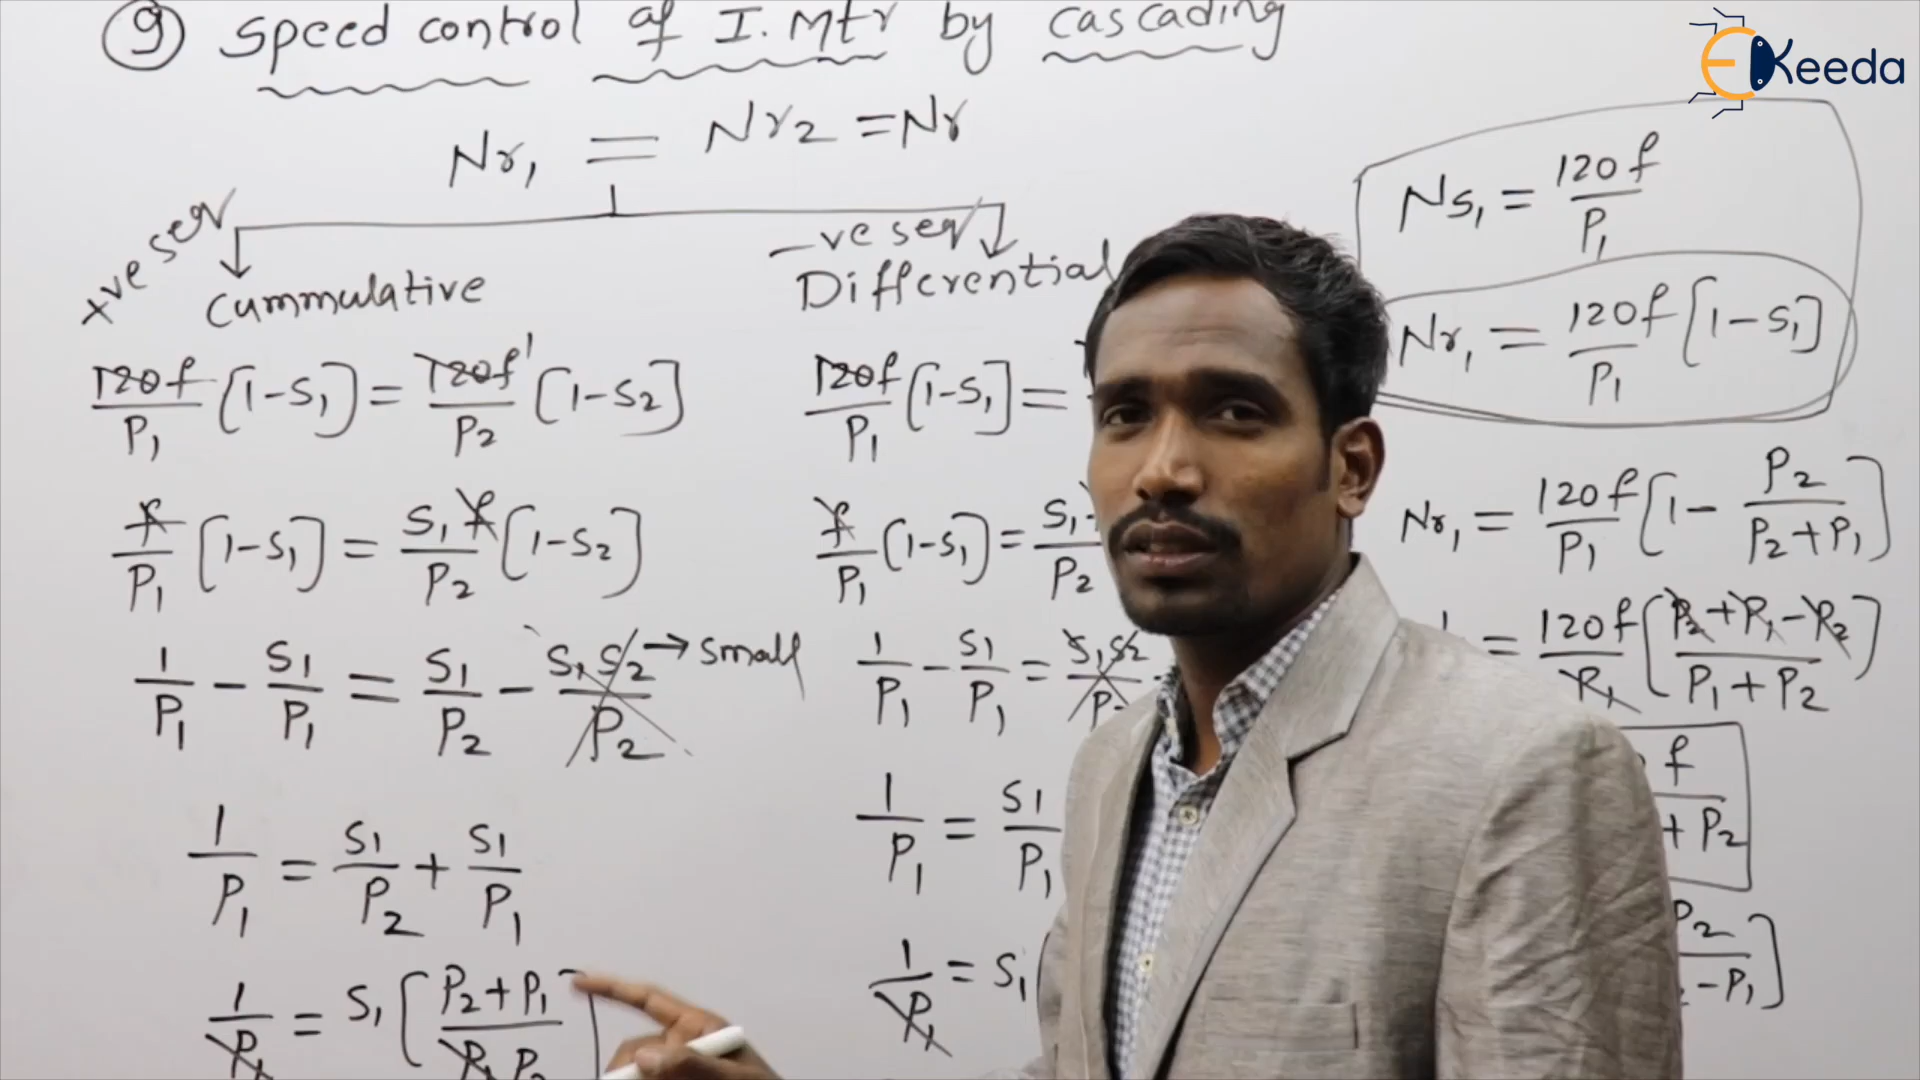 ⑨ Speed control of I. Mtr by cascading
EKeeda
Nr₁ = Nr₂ = Nr
+ve seq
Cummulative
120f/P₁ [1-S₁] = 120f'/P₂ [1-S₂]
f/P₁ [1-S₁] = S₁f/P₂ [1-S₂]
1/P₁ - S₁/P₁ = S₁/P₂ - S₁S₂/P₂ → small
1/P₁ = S₁/P₂ + S₁/P₁
1/P₁ = S₁ [P₂+P₁/P₁P₂
-ve seq
Differential
120f/P₁ [1-S₁] =
f/P₁ (1-S₁) = S₁/P₂
1/P₁ - S₁/P₁ = S₁S₂/P
1/P₁ = S₁/P₁
1/P₁ = S₁
NS₁ = 120f/P₁
Nr₁ = 120f/P₁ [1-S₁]
Nr₁ = 120f/P₁ [1 - P₂/P₂+P₁]
= 120f/P₁ [P₂+P₁-P₂/P₁+P₂]
f/+P₂
P₂/-P₁]